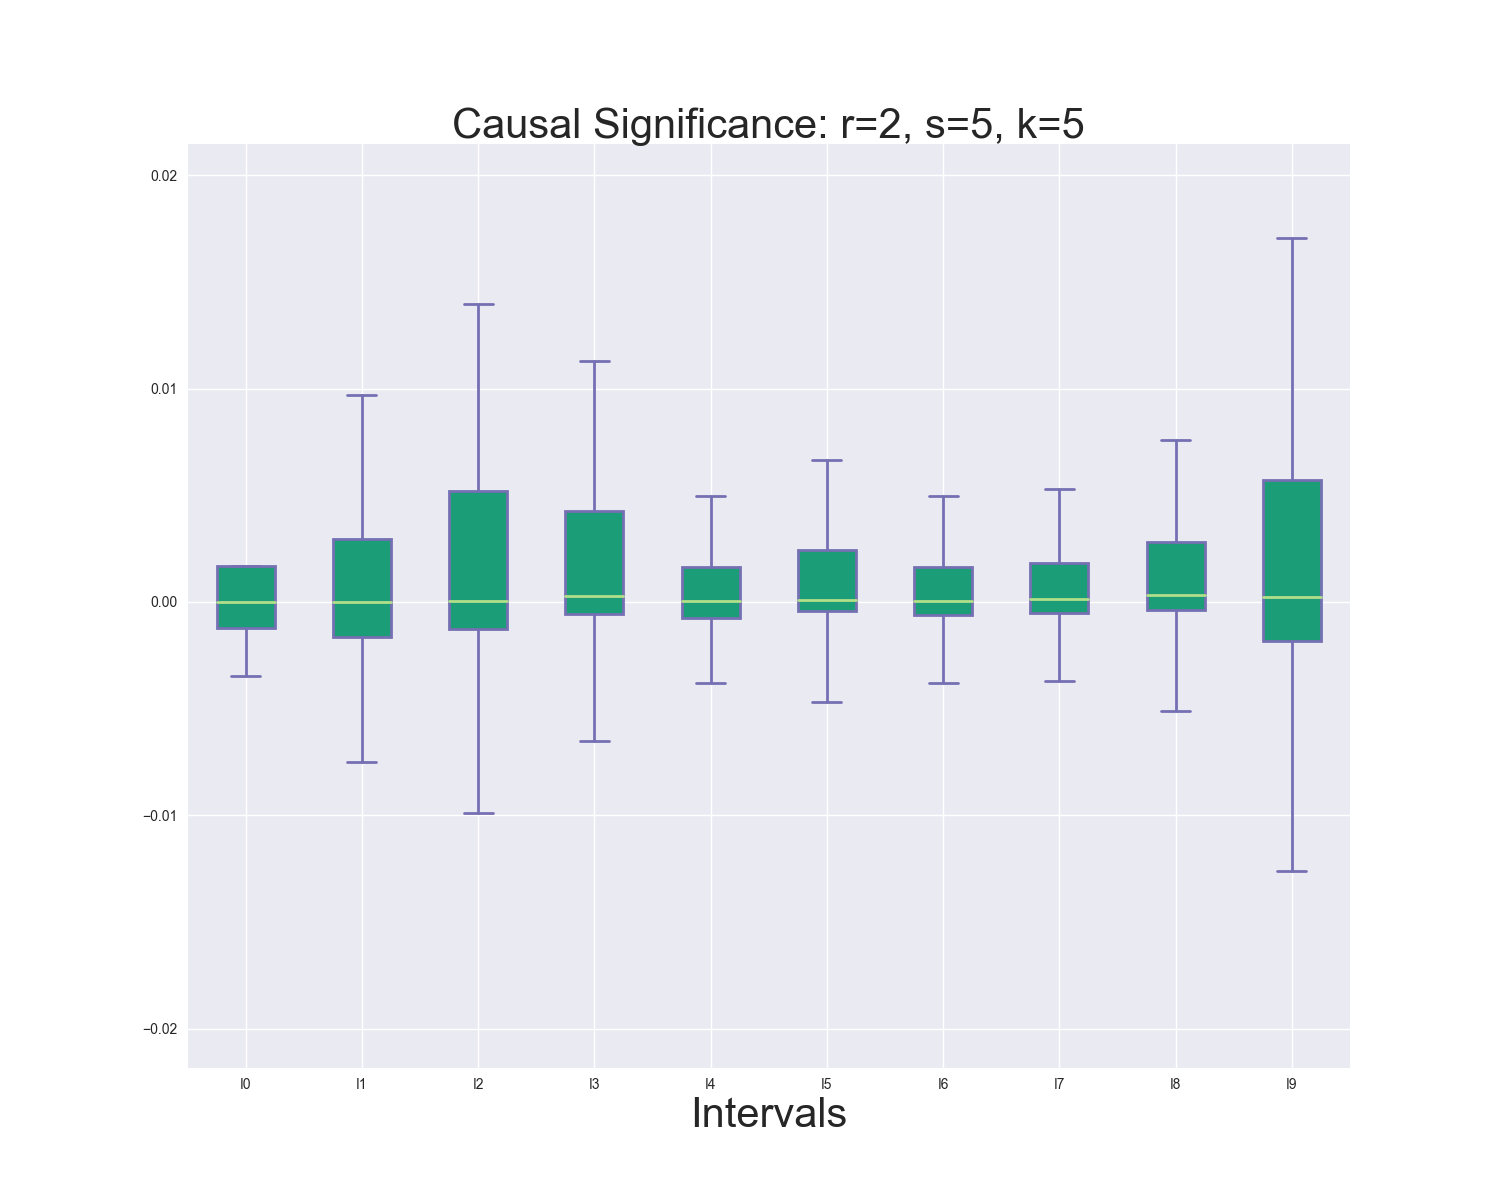 Causal Significance: r=2, s=5, k=5
0.02
0.01
0.00
−0.01
−0.02
I0 I1 I2 I3 I4 I5 I6 I7 I8 I9
Intervals